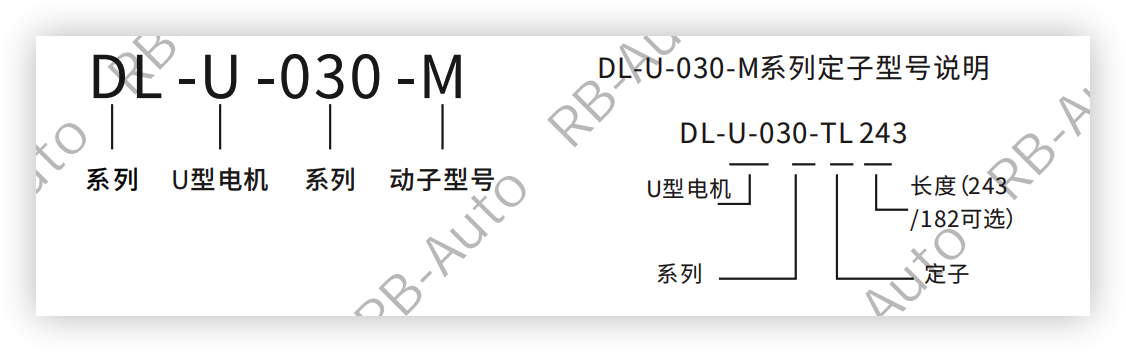 DL-U-030-M
系列 U型电机 系列 动子型号
DL-U-030-M系列定子型号说明
DL-U-030-TL 243
U型电机
长度(243
/182可选)
系列
定子
RB-Auto
RB-Auto
RB-Auto
RB-Auto
Auto
uto